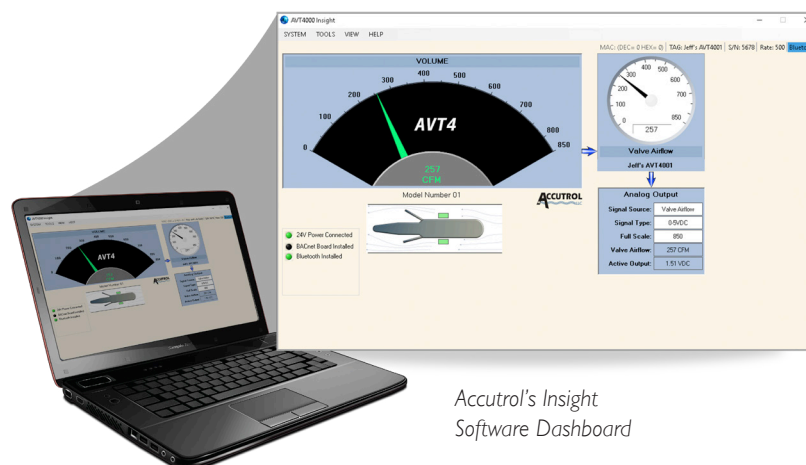 AVT4000 Insight
SYSTEM TOOLS VIEW HELP
MAC: (DEC= 0 HEX= 0) TAG: Jeff's AVT4001 S/N: 5678 Rate: 500
VOLUME
0 100 200 300 400 500 600 700 800 850
AVT4
257
CFM
0 100 200 300 400 500 600 700 850
257
Valve Airflow
Jeff's AVT4001
Model Number 01
ACCUTROL
24V Power Connected
BACnet Board Installed
Bluetooth Installed
Analog Output
Signal Source: Valve Airflow
Signal Type: 0-5VDC
Full Scale: 850
Valve Airflow: 257 CFM
Active Output: 1.51 VDC
AVT4
Accutrol's Insight
Software Dashboard